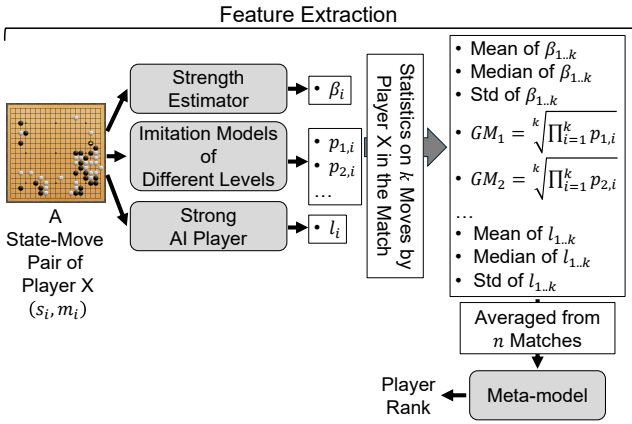 Feature Extraction
A
State-Move
Pair of
Player X
(s_i, m_i)
Strength
Estimator
Imitation Models
of
Different Levels
Strong
AI Player
• β_i
• p_{1,i}
• p_{2,i}
...
• l_i
Statistics on k Moves by
Player X in the Match
• Mean of β_{1..k}
• Median of β_{1..k}
• Std of β_{1..k}
• GM_1 = \sqrt[k]{∏_{i=1}^{k} p_{1,i}}
• GM_2 = \sqrt[k]{∏_{i=1}^{k} p_{2,i}}
...
• Mean of l_{1..k}
• Median of l_{1..k}
• Std of l_{1..k}
Averaged from
n Matches
Meta-model
Player
Rank